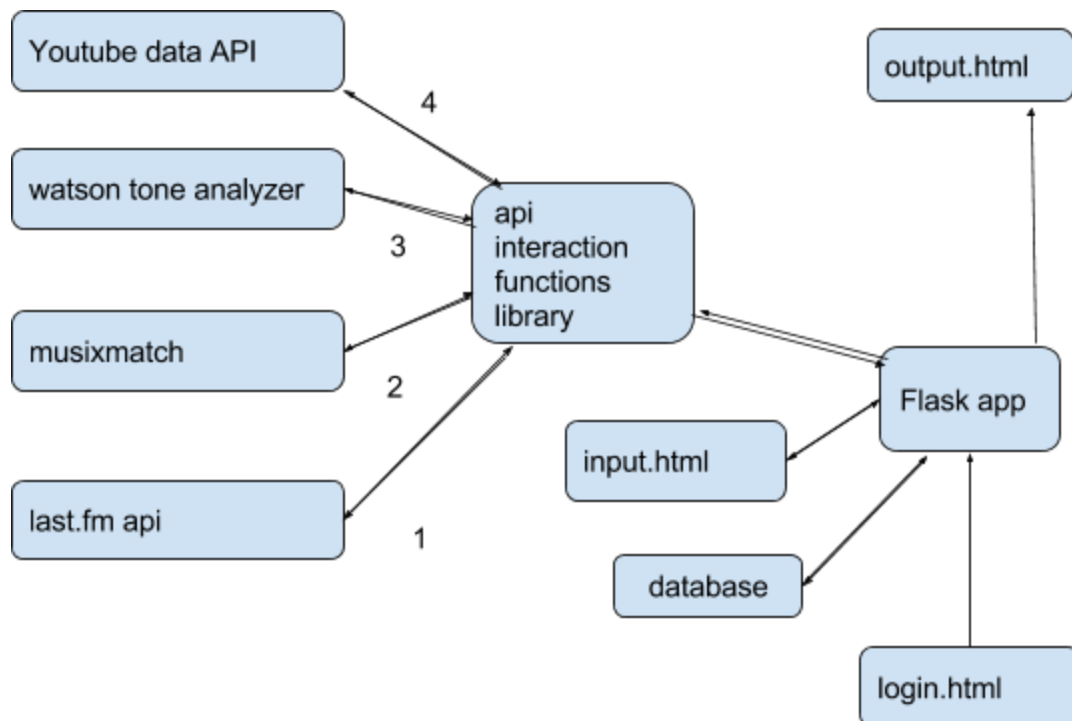 Youtube data API
output.html
4
watson tone analyzer
api
interaction
functions
library
3
musixmatch
2
Flask app
input.html
last.fm api
1
database
login.html